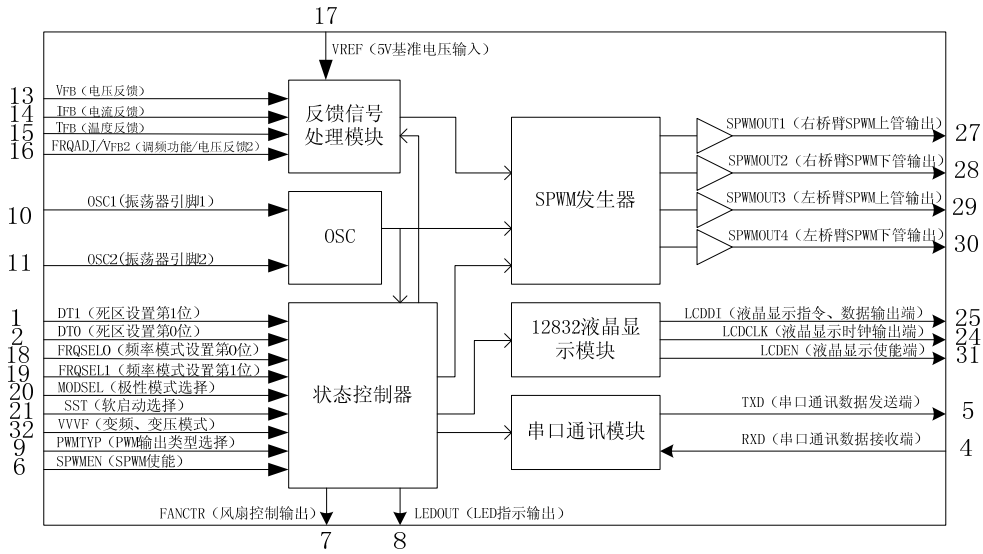 17
VREF（5V基准电压输入）
13
VFB（电压反馈）
14
IFB（电流反馈）
15
TFB（温度反馈）
16
FRQADJ/VFB2（调频功能/电压反馈2）
反馈信号
处理模块
10
OSC1(振荡器引脚1)
11
OSC2(振荡器引脚2)
OSC
SPWM发生器
SPWMOUT1（右桥臂SPWM上管输出）
27
SPWMOUT2（右桥臂SPWM下管输出）
28
SPWMOUT3（左桥臂SPWM上管输出）
29
SPWMOUT4（左桥臂SPWM下管输出）
30
1
DT1（死区设置第1位）
2
DT0（死区设置第0位）
18
FRQSEL0（频率模式设置第0位）
19
FRQSEL1（频率模式设置第1位）
20
MODSEL（极性模式选择）
21
SST（软启动选择）
32
VVVF（变频、变压模式）
9
PWMTYP（PWM输出类型选择）
6
SPWMEN（SPWM使能）
状态控制器
12832液晶显
示模块
LCDDI（液晶显示指令、数据输出端）
25
LCDCLK（液晶显示时钟输出端）
24
LCDEN（液晶显示使能端）
31
串口通讯模块
TXD（串口通讯数据发送端）
5
RXD（串口通讯数据接收端）
4
FANCTR（风扇控制输出）
7
LEDOUT（LED指示输出）
8